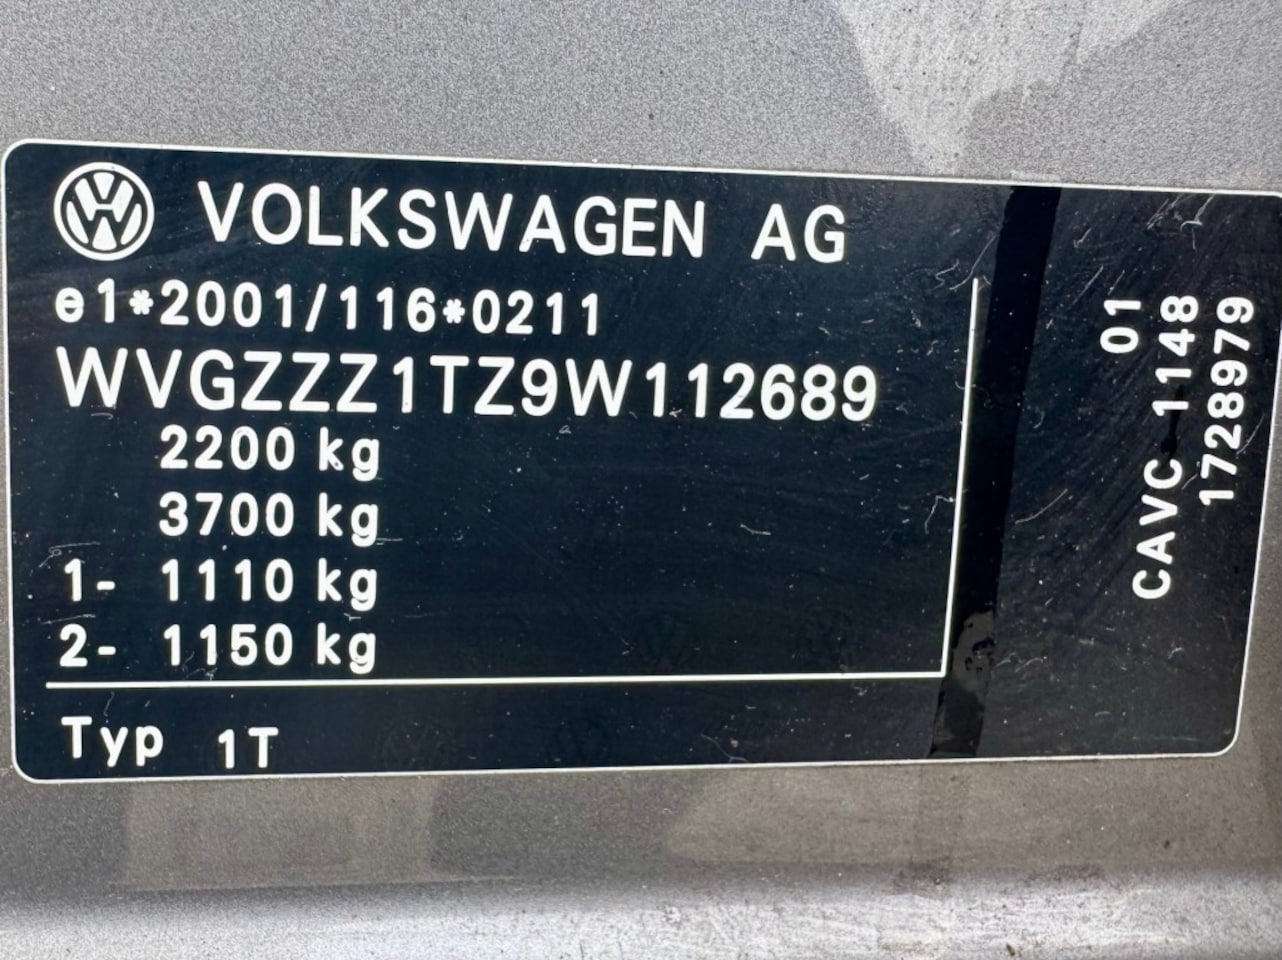 VOLKSWAGEN AG
e1*2001/116*0211
WVGZZZ1TZ9W112689
2200 kg
3700 kg
1- 1110 kg
2- 1150 kg
Typ 1T
01
CAVC 1148
1728979